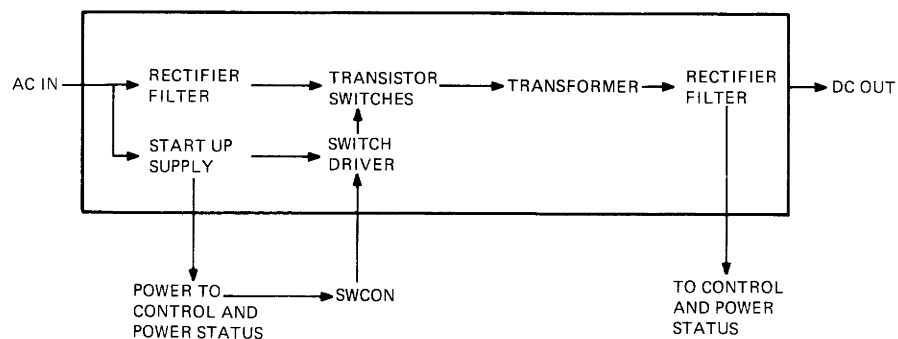 AC IN
RECTIFIER
FILTER
TRANSISTOR
SWITCHES
TRANSFORMER
RECTIFIER
FILTER
DC OUT
START UP
SUPPLY
SWITCH
DRIVER
POWER TO
CONTROL AND
POWER STATUS
SWCON
TO CONTROL
AND POWER
STATUS